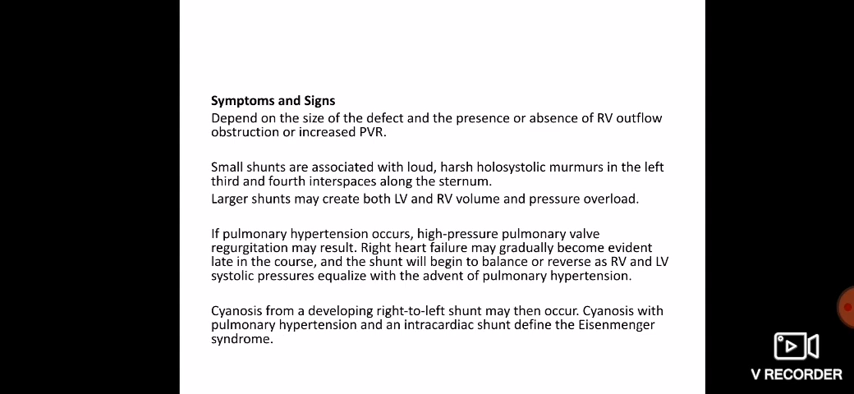 Symptoms and Signs
Depend on the size of the defect and the presence or absence of RV outflow
obstruction or increased PVR.
Small shunts are associated with loud, harsh holosystolic murmurs in the left
third and fourth interspaces along the sternum.
Larger shunts may create both LV and RV volume and pressure overload.
If pulmonary hypertension occurs, high-pressure pulmonary valve
regurgitation may result. Right heart failure may gradually become evident
late in the course, and the shunt will begin to balance or reverse as RV and LV
systolic pressures equalize with the advent of pulmonary hypertension.
Cyanosis from a developing right-to-left shunt may then occur. Cyanosis with
pulmonary hypertension and an intracardiac shunt define the Eisenmenger
syndrome.
V RECORDER